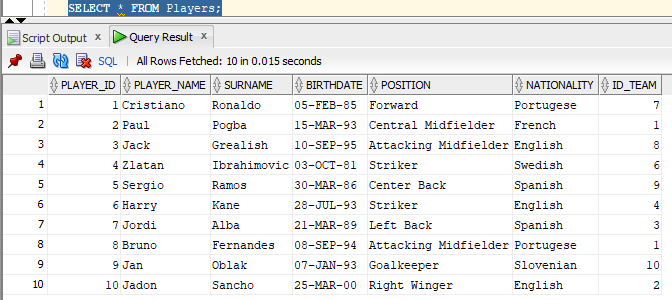 SELECT * FROM Players;
Script Output x Query Result x
SQL | All Rows Fetched: 10 in 0.015 seconds
PLAYER_ID PLAYER_NAME SURNAME BIRTHDATE POSITION NATIONALITY ID_TEAM
1 1 Cristiano Ronaldo 05-FEB-85 Forward Portugese 7
2 2 Paul Pogba 15-MAR-93 Central Midfielder French 1
3 3 Jack Grealish 10-SEP-95 Attacking Midfielder English 8
4 4 Zlatan Ibrahimovic 03-OCT-81 Striker Swedish 6
5 5 Sergio Ramos 30-MAR-86 Center Back Spanish 9
6 6 Harry Kane 28-JUL-93 Striker English 4
7 7 Jordi Alba 21-MAR-89 Left Back Spanish 3
8 8 Bruno Fernandes 08-SEP-94 Attacking Midfielder Portugese 1
9 9 Jan Oblak 07-JAN-93 Goalkeeper Slovenian 10
10 10 Jadon Sancho 25-MAR-00 Right Winger English 2